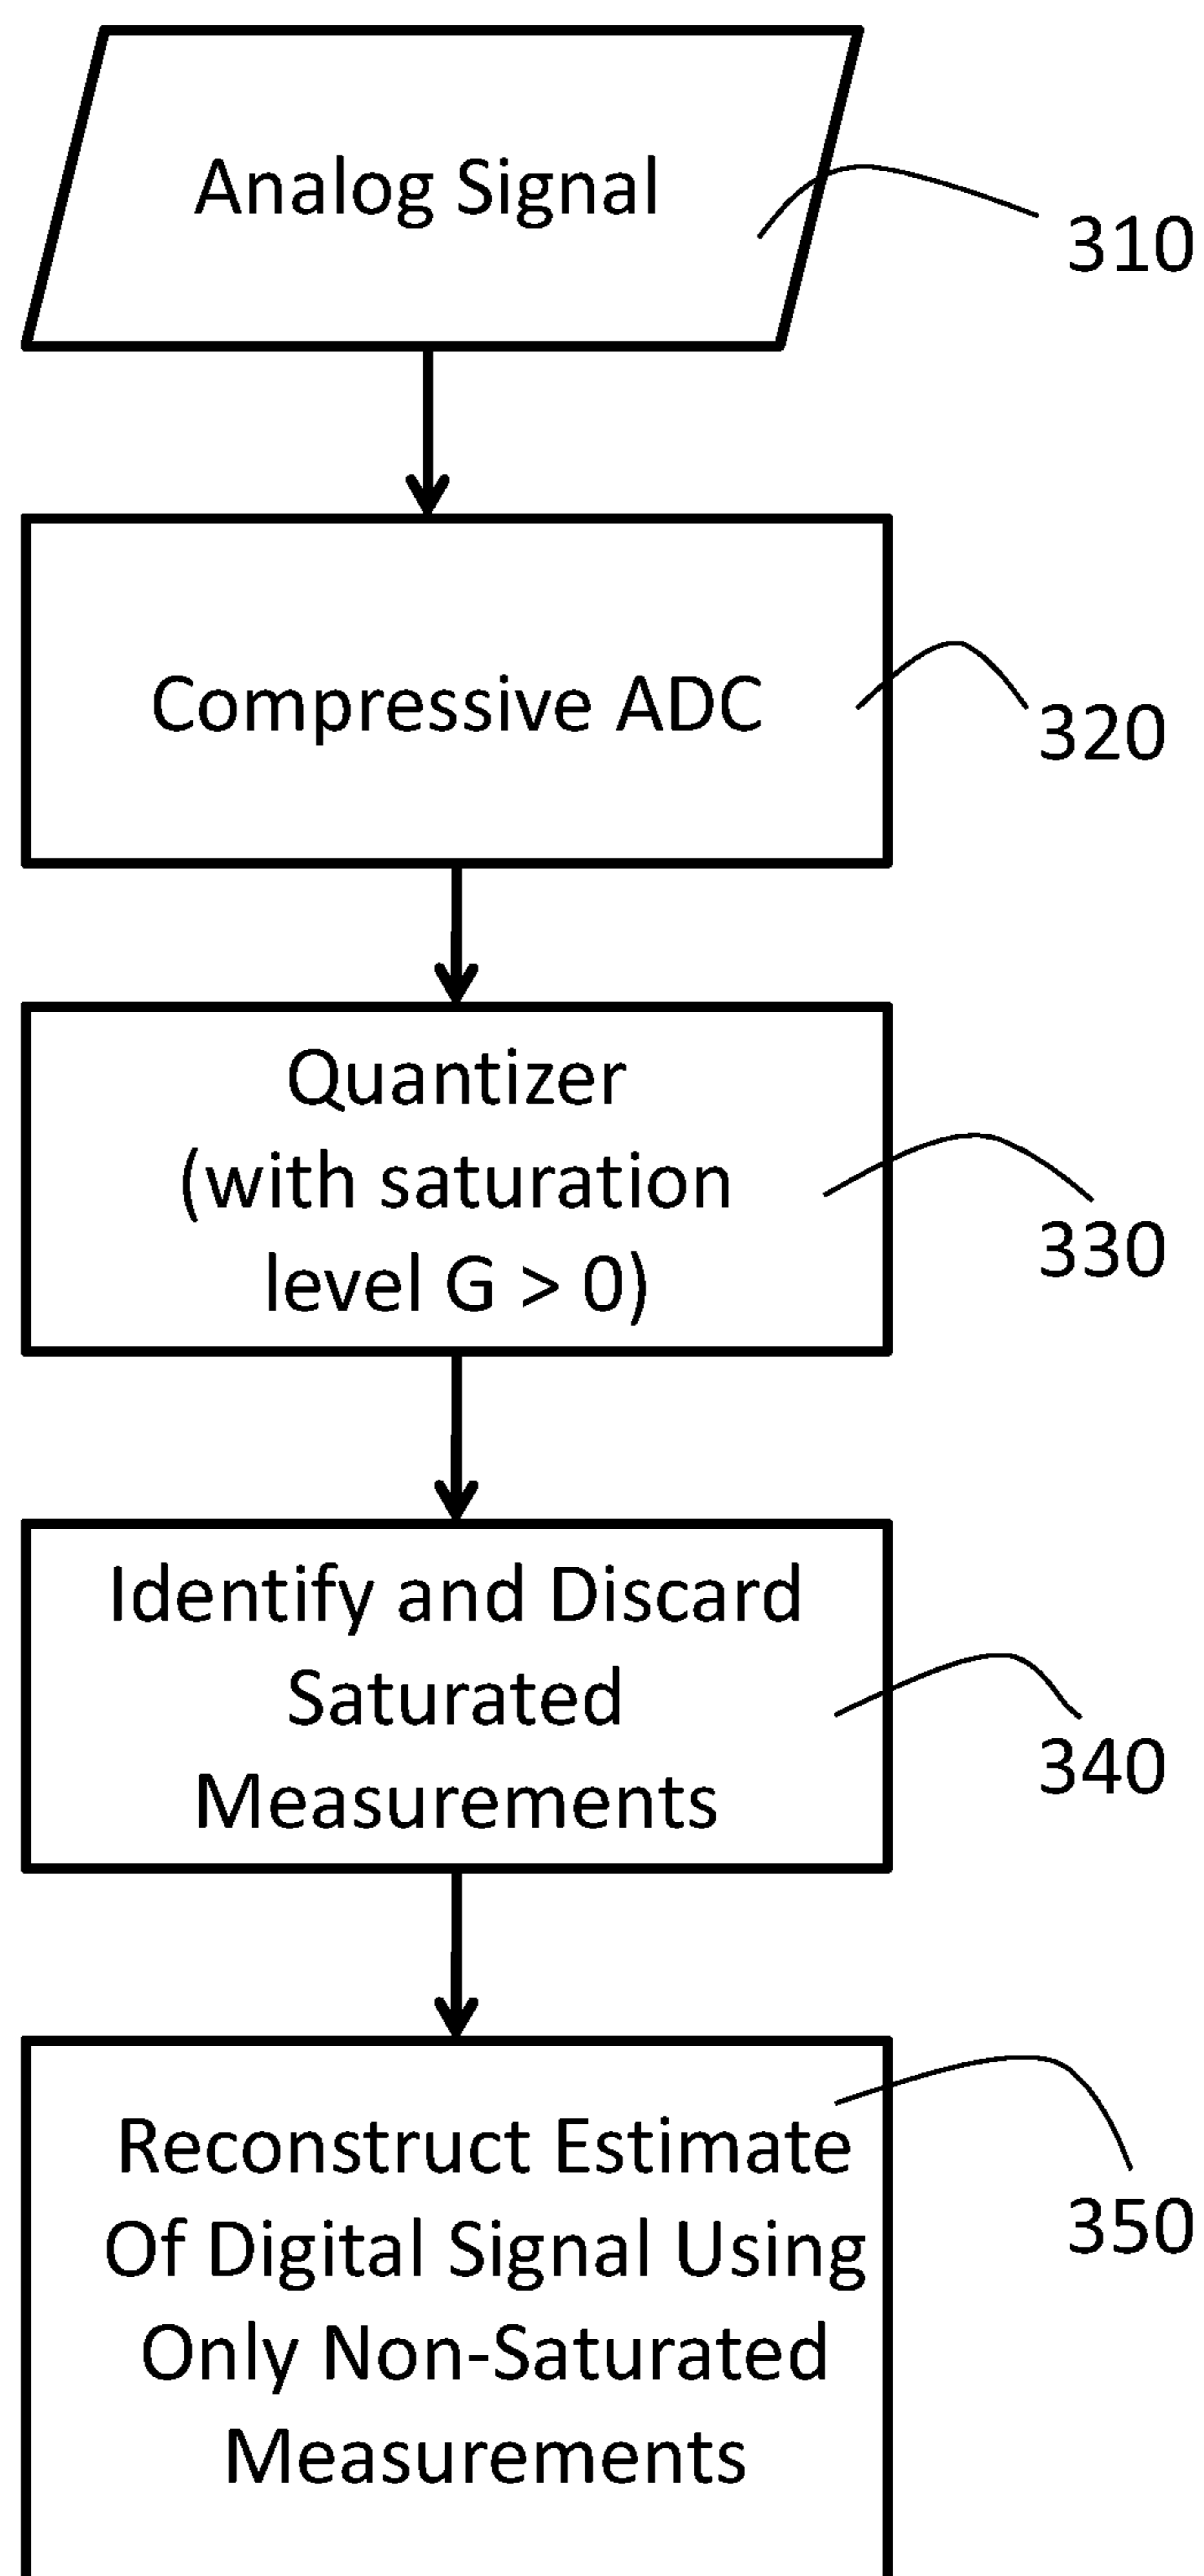 Analog Signal
310
Compressive ADC
320
Quantizer
(with saturation
level G > 0)
330
Identify and Discard
Saturated
Measurements
340
Reconstruct Estimate
Of Digital Signal Using
Only Non-Saturated
Measurements
350